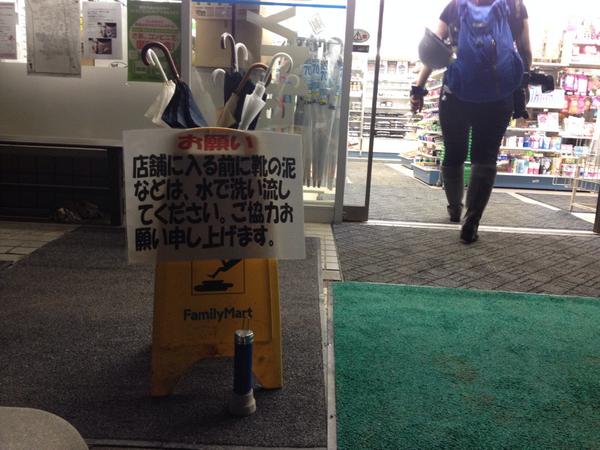 お願い
店舗に入る前に靴の泥
などは、水で洗い流し
てください。ご協力お
願い申し上げます。
FamilyMart